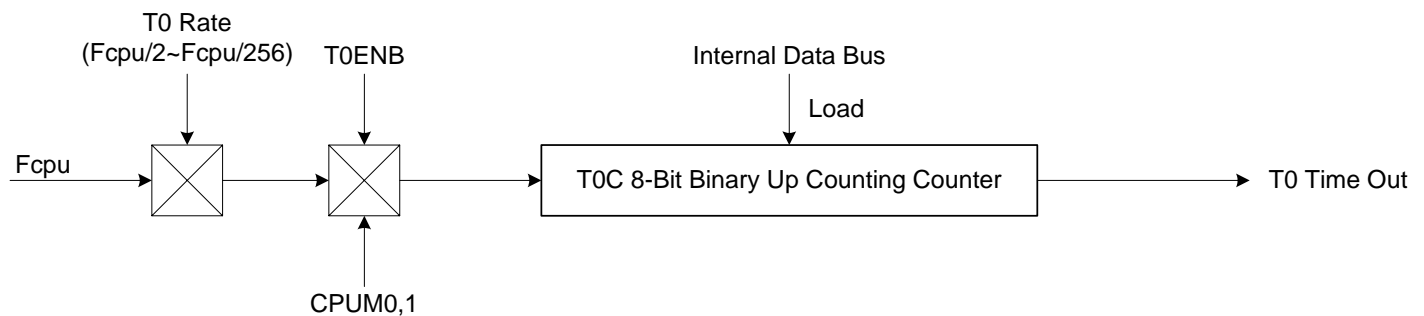 T0 Rate
(Fcpu/2~Fcpu/256)
T0ENB
Internal Data Bus
Load
Fcpu
T0C 8-Bit Binary Up Counting Counter
T0 Time Out
CPUM0,1